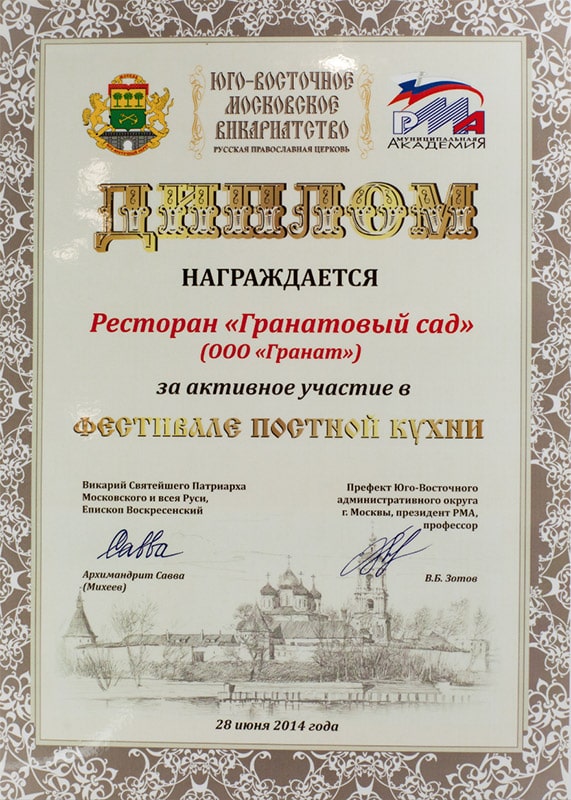 ЮГО-ВОСТОЧНОЕ
МОСКОВСКОЕ
ВИКАРИАТСТВО
РУССКАЯ ПРАВОСЛАВНАЯ ЦЕРКОВЬ
РМА
МУНИЦИПАЛЬНАЯ
АКАДЕМИЯ
ДИПЛОМ
НАГРАЖДАЕТСЯ
Ресторан «Гранатовый сад»
(ООО «Гранат»)
за активное участие в
ФЕСТИВАЛЕ ПОСТНОЙ КУХНИ
Викарий Святейшего Патриарха
Московского и всея Руси,
Епископ Воскресенский
Савва
Архимандрит Савва
(Михеев)
Префект Юго-Восточного
административного округа
г. Москвы, президент РМА,
профессор
В.Б. Зотов
28 июня 2014 года